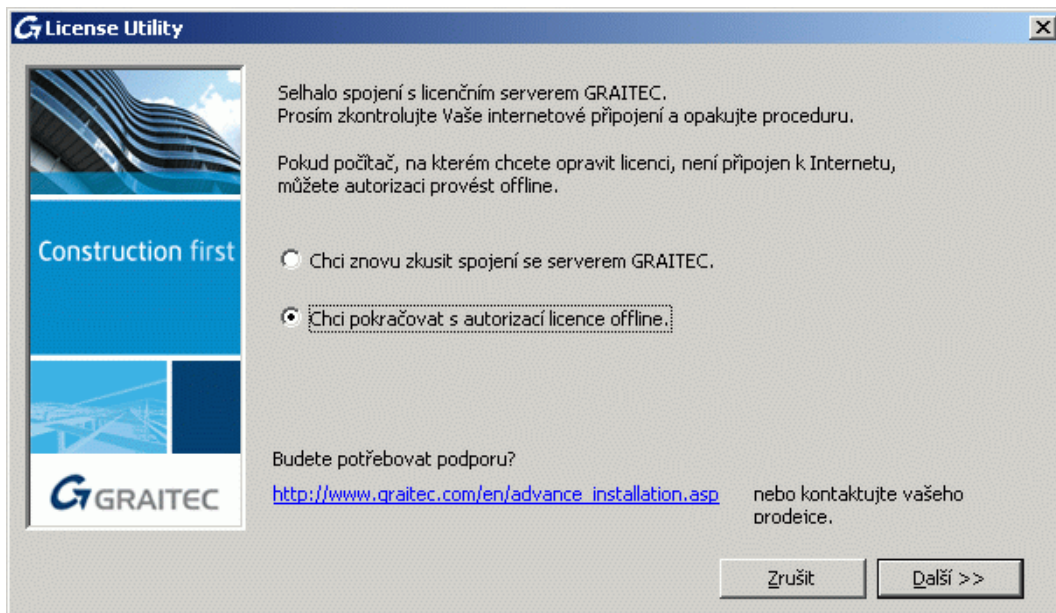 License Utility
Selhalo spojení s licenčním serverem GRAITEC.
Prosím zkontrolujte Vaše internetové připojení a opakujte proceduru.
Pokud počítač, na kterém chcete opravit licenci, není připojen k Internetu,
můžete autorizaci provést offline.
Construction first
Chci znovu zkusit spojení se serverem GRAITEC.
Chci pokračovat s autorizací licence offline.
Budete potřebovat podporu?
http://www.graitec.com/en/advance_installation.asp nebo kontaktujte vašeho
prodejce.
GRAITEC
Zrušit Další >>